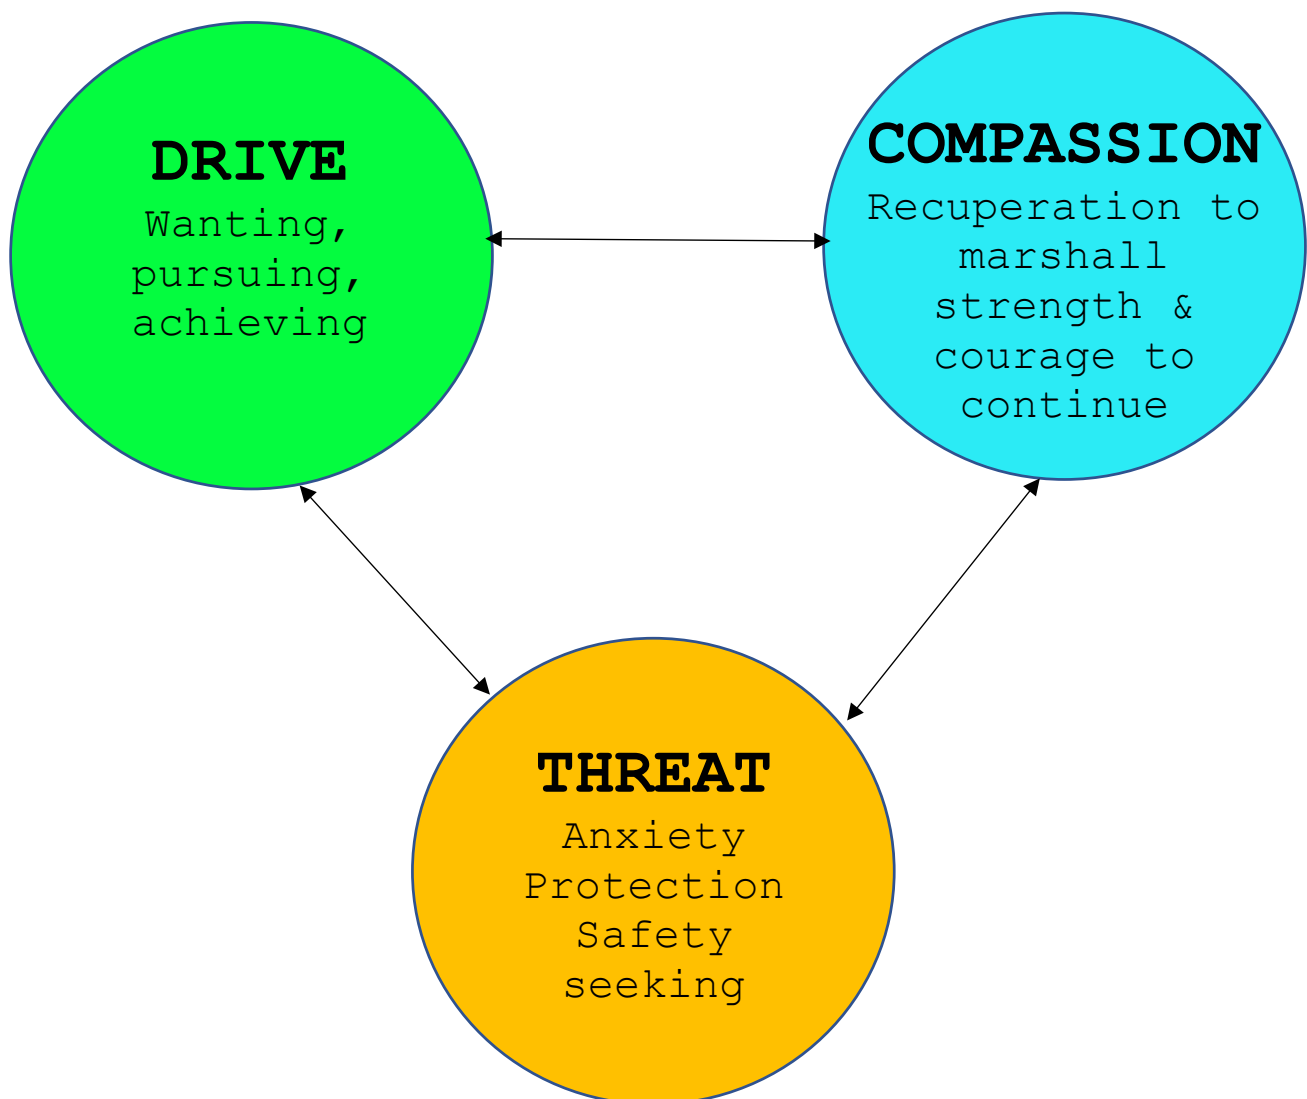 DRIVE
Wanting,
pursuing,
achieving
COMPASSION
Recuperation to
marshall
strength &
courage to
continue
THREAT
Anxiety
Protection
Safety
seeking